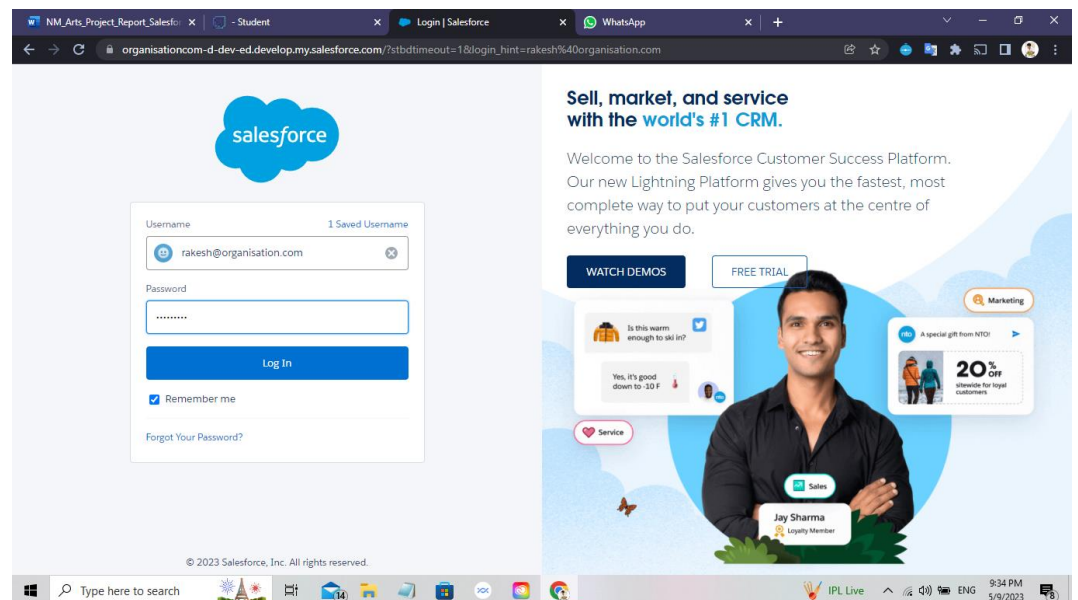 NM_Arts_Project_Report_Salesfor
- Student
Login | Salesforce
WhatsApp
organisationcom-d-dev-ed.develop.my.salesforce.com/?stbdtimeout=1&login_hint=rakesh%40organisation.com
salesforce
Username 1 Saved Username
rakesh@organisation.com
Password
.........
Log In
Remember me
Forgot Your Password?
© 2023 Salesforce, Inc. All rights reserved.
Sell, market, and service
with the world's #1 CRM.
Welcome to the Salesforce Customer Success Platform.
Our new Lightning Platform gives you the fastest, most
complete way to put your customers at the centre of
everything you do.
WATCH DEMOS FREE TRIAL
Marketing
Is this warm
enough to ski in?
Yes, it's good
down to -10 F
nto
Service
nto A special gift from NTO!
20% OFF
sitewide for loyal
customers
Sales
Jay Sharma
Loyalty Member
Type here to search
14
IPL Live
ENG
9:34 PM
5/9/2023
8